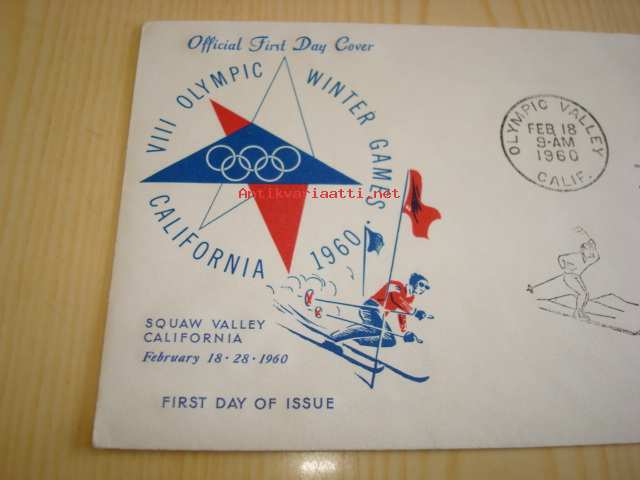 Official First Day Cover
VIII OLYMPIC WINTER GAMES.
CALIFORNIA 1960
SQUAW VALLEY
CALIFORNIA
February 18 • 28 • 1960
FIRST DAY OF ISSUE
OLYMPIC VALLEY
FEB 18
9-AM
1960
CALIF.
Antikvariaatti.net